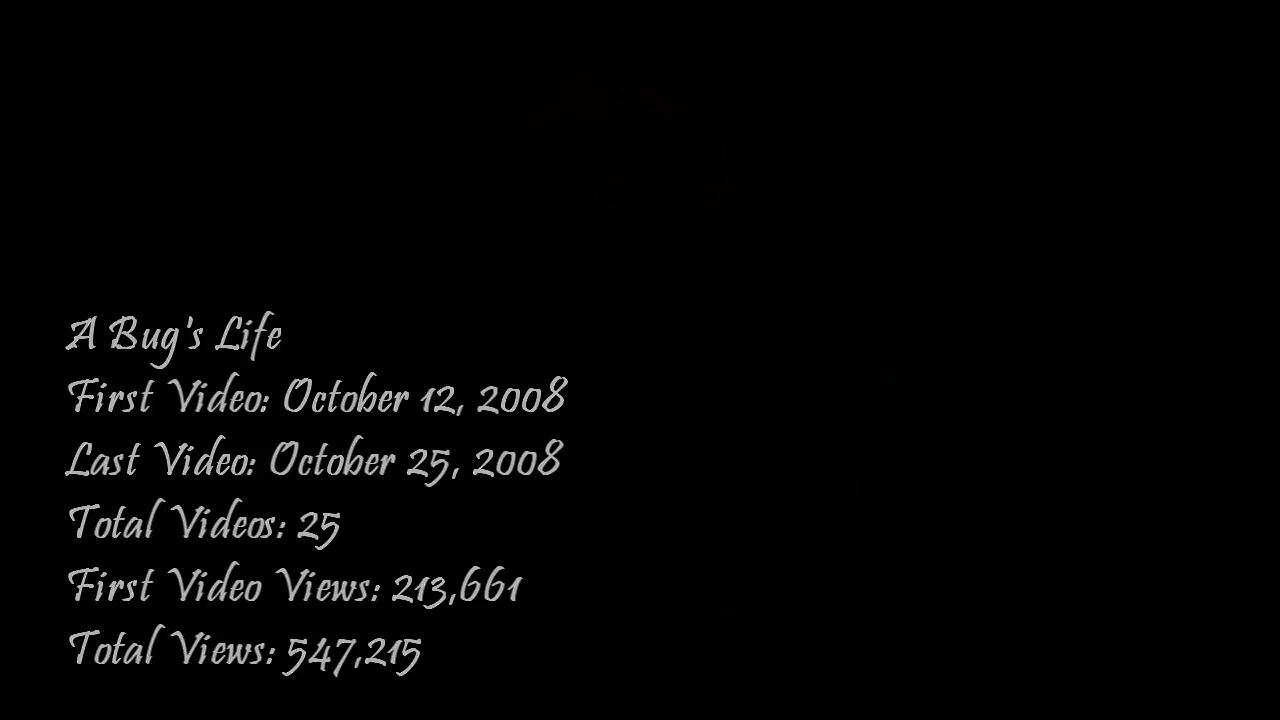 A Bug's Life
First Video: October 12, 2008
Last Video: October 25, 2008
Total Videos: 25
First Video Views: 213,661
Total Views: 547,215